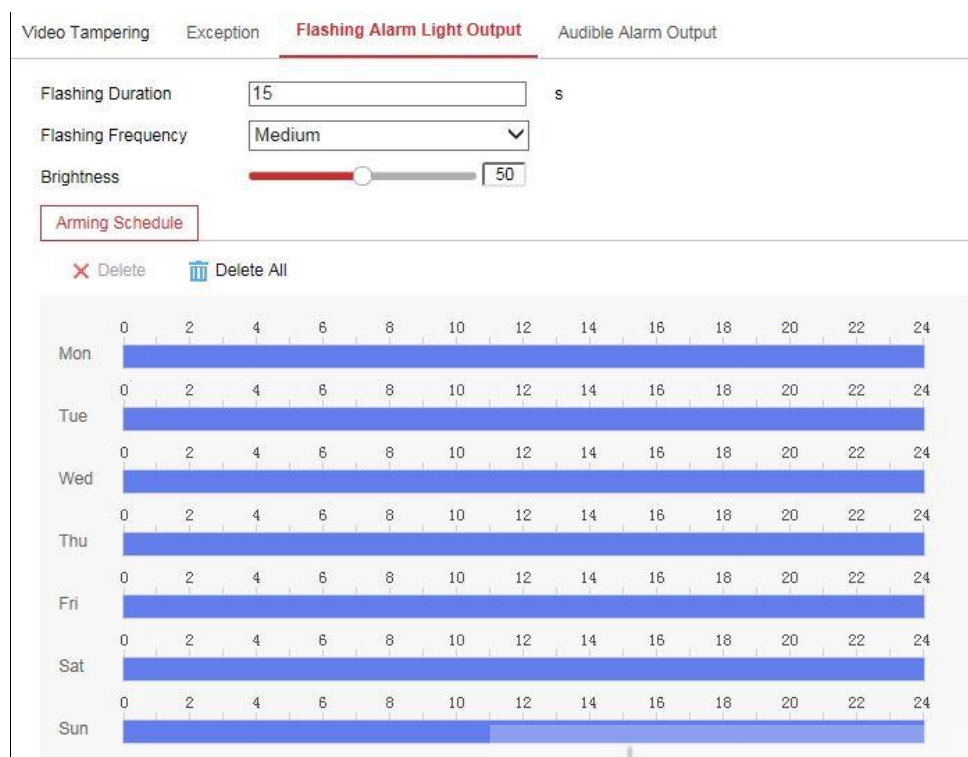 Video Tampering Exception Flashing Alarm Light Output Audible Alarm Output
Flashing Duration 15 s
Flashing Frequency Medium
Brightness 50
Arming Schedule
Delete Delete All
0 2 4 6 8 10 12 14 16 18 20 22 24
Mon
0 2 4 6 8 10 12 14 16 18 20 22 24
Tue
0 2 4 6 8 10 12 14 16 18 20 22 24
Wed
0 2 4 6 8 10 12 14 16 18 20 22 24
Thu
0 2 4 6 8 10 12 14 16 18 20 22 24
Fri
0 2 4 6 8 10 12 14 16 18 20 22 24
Sat
0 2 4 6 8 10 12 14 16 18 20 22 24
Sun